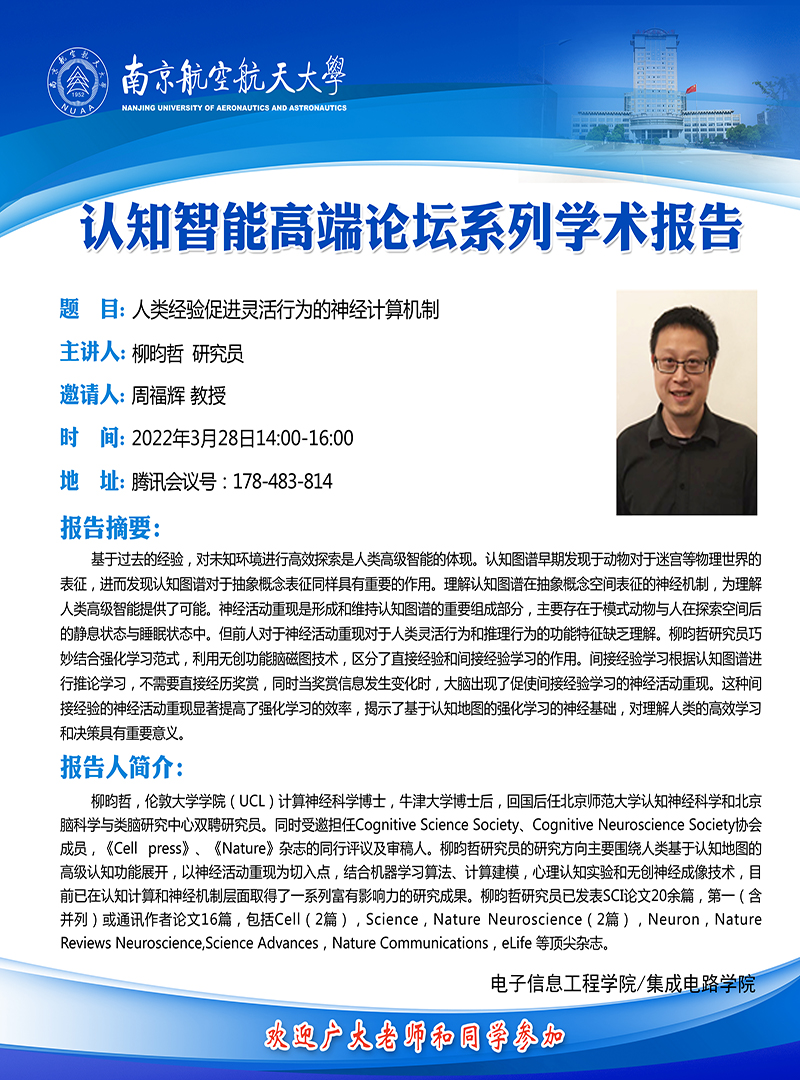 南京航空航天大學
NANJING UNIVERSITY OF AERONAUTICS AND ASTRONAUTICS
南京航空航天大学
1952
NUAA
认知智能高端论坛系列学术报告
题 目: 人类经验促进灵活行为的神经计算机制
主讲人: 柳昀哲 研究员
邀请人: 周福辉 教授
时 间: 2022年3月28日14:00-16:00
地 址: 腾讯会议号：178-483-814
报告摘要：
基于过去的经验，对未知环境进行高效探索是人类高级智能的体现。认知图谱早期发现于动物对于迷宫等物理世界的
表征，进而发现认知图谱对于抽象概念表征同样具有重要的作用。理解认知图谱在抽象概念空间表征的神经机制，为理解
人类高级智能提供了可能。神经活动重现是形成和维持认知图谱的重要组成部分，主要存在于模式动物与人在探索空间后
的静息状态与睡眠状态中。但前人对于神经活动重现对于人类灵活行为和推理行为的功能特征缺乏理解。柳昀哲研究员巧
妙结合强化学习范式，利用无创功能脑磁图技术，区分了直接经验和间接经验学习的作用。间接经验学习根据认知图谱进
行推论学习，不需要直接经历奖赏，同时当奖赏信息发生变化时，大脑出现了促使间接经验学习的神经活动重现。这种间
接经验的神经活动重现显著提高了强化学习的效率，揭示了基于认知地图的强化学习的神经基础，对理解人类的高效学习
和决策具有重要意义。
报告人简介：
柳昀哲，伦敦大学学院（UCL）计算神经科学博士，牛津大学博士后，回国后任北京师范大学认知神经科学和北京
脑科学与类脑研究中心双聘研究员。同时受邀担任Cognitive Science Society、Cognitive Neuroscience Society协会
成员，《Cell press》、《Nature》杂志的同行评议及审稿人。柳昀哲研究员的研究方向主要围绕人类基于认知地图的
高级认知功能展开，以神经活动重现为切入点，结合机器学习算法、计算建模，心理认知实验和无创神经成像技术，目
前已在认知计算和神经机制层面取得了一系列富有影响力的研究成果。柳昀哲研究员已发表SCI论文20余篇，第一（含
并列）或通讯作者论文16篇，包括Cell（2篇），Science，Nature Neuroscience（2篇），Neuron，Nature
Reviews Neuroscience,Science Advances，Nature Communications，eLife 等顶尖杂志。
电子信息工程学院/集成电路学院
欢迎广大老师和同学参加